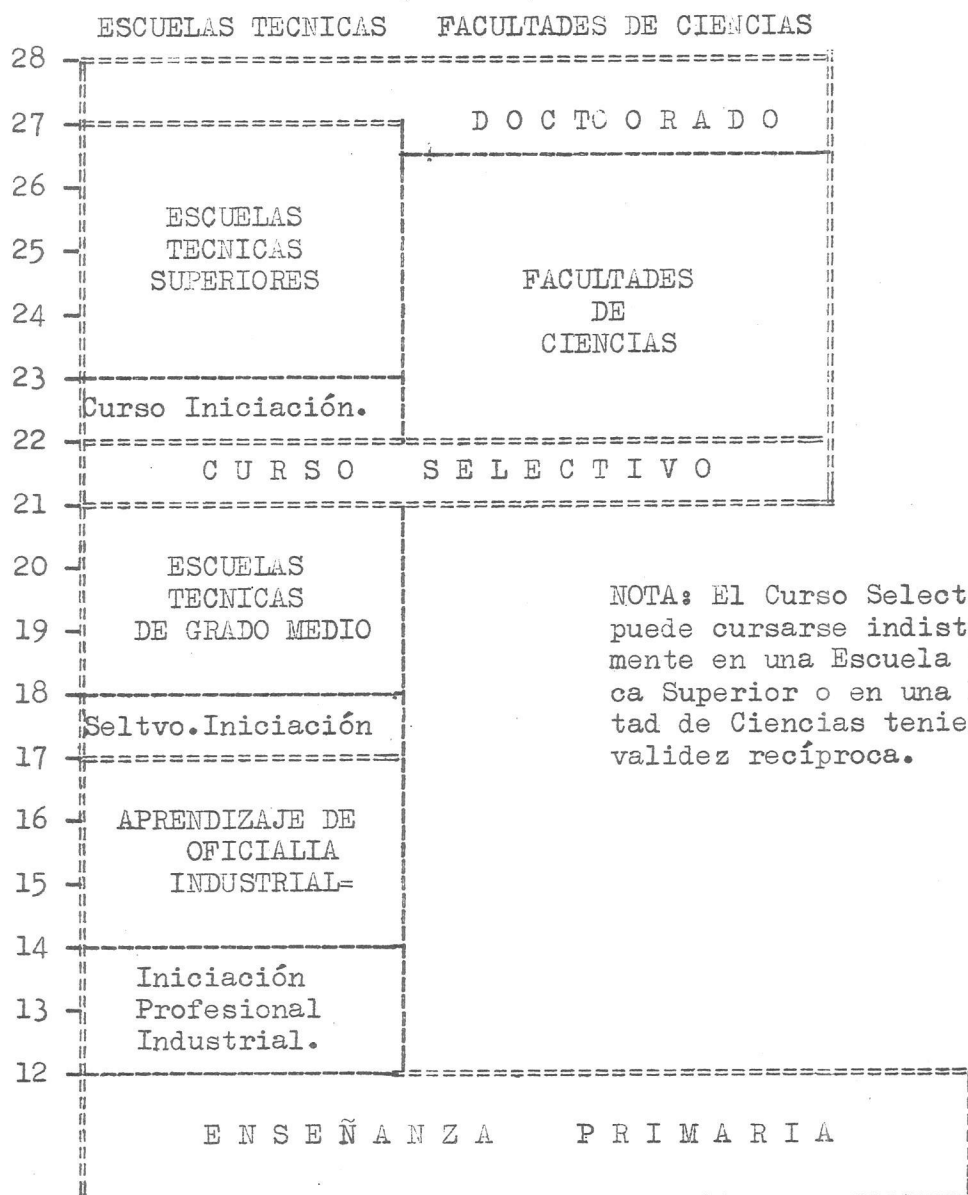 ESCUELAS TECNICAS FACULTADES DE CIENCIAS
28
27 D O C T O O R A D O
26
ESCUELAS
25 TECNICAS
SUPERIORES FACULTADES
24 DE
CIENCIAS
23
Curso Iniciación.
22
C U R S O S E L E C T I V O
21
20 ESCUELAS
TECNICAS
19 DE GRADO MEDIO
18
Seltvo.Iniciación
17
NOTA: El Curso Select
puede cursarse indist
mente en una Escuela
ca Superior o en una
tad de Ciencias tenie
validez recíproca.
16 APRENDIZAJE DE
OFICIALIA
15 INDUSTRIAL=
14
Iniciación
13 Profesional
Industrial.
12
E N S E Ñ A N Z A P R I M A R I A